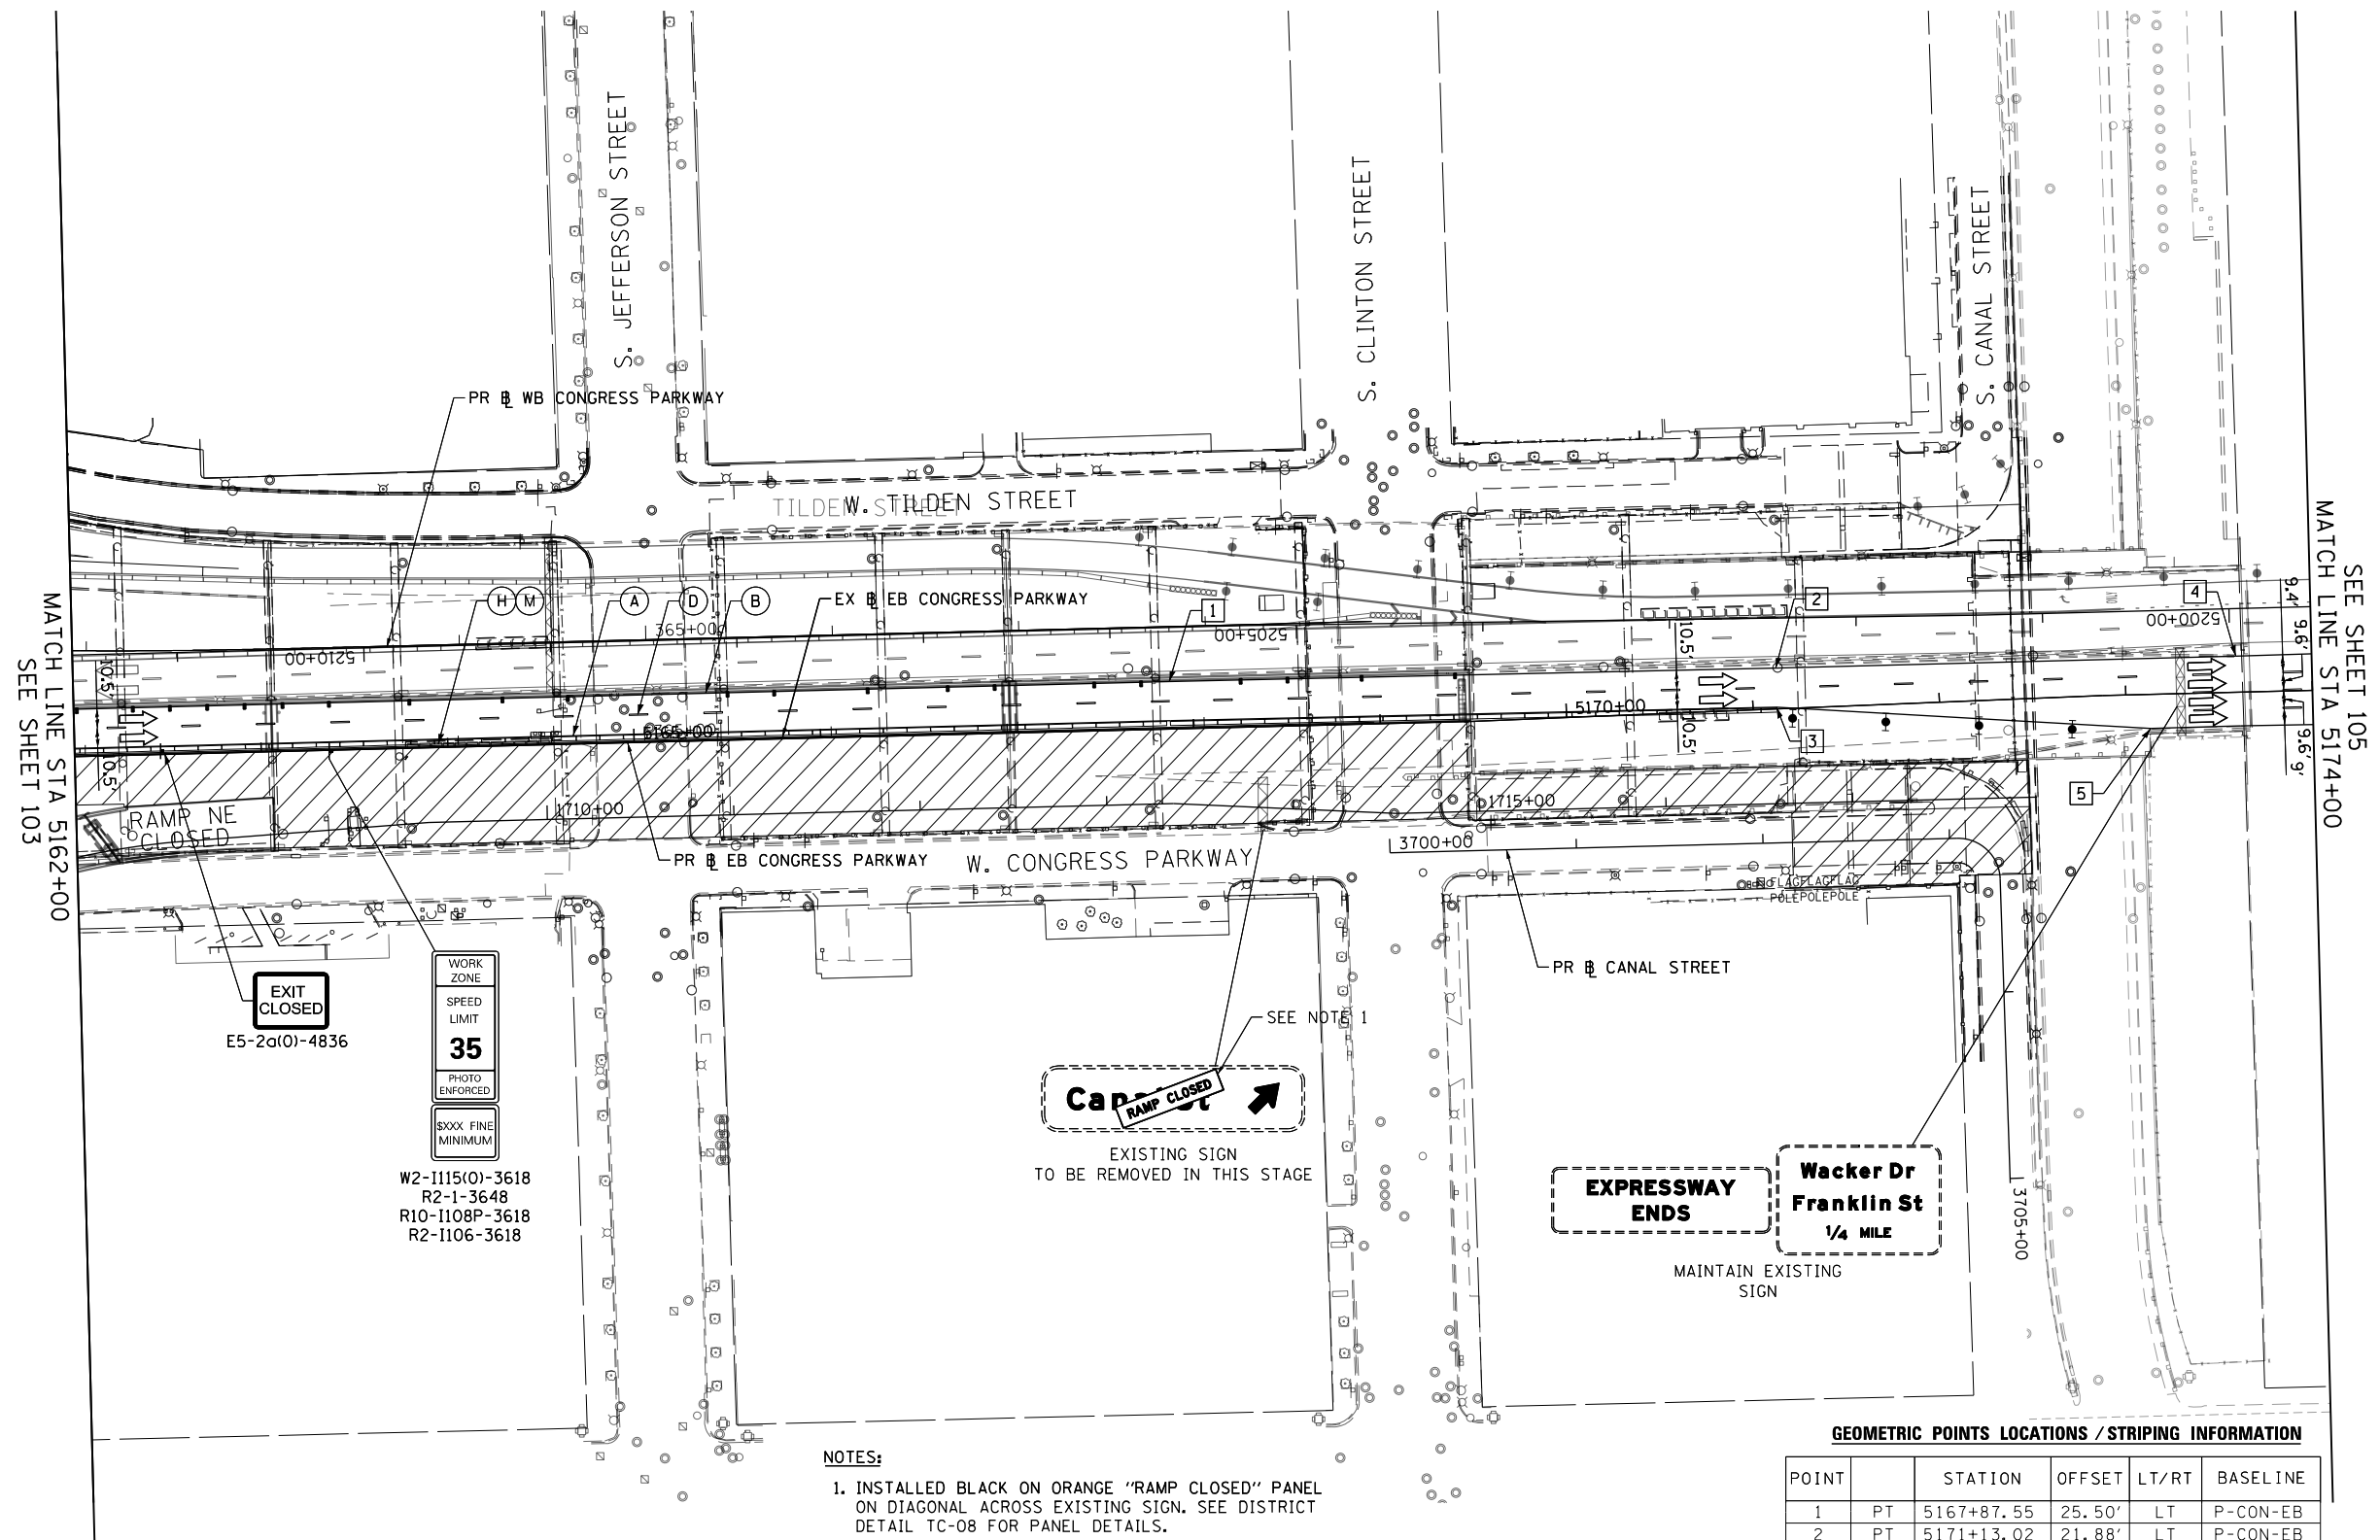 S. JEFFERSON STREET
S. CLINTON STREET
S. CANAL STREET
PR ℄ WB CONGRESS PARKWAY
TILDEN STREET
W. TILDEN STREET
MATCH LINE STA 5162+00
SEE SHEET 103
SEE SHEET 105
MATCH LINE STA 5174+00
H M
A
D
B
EX ℄ EB CONGRESS PARKWAY
1
2
4
365+00
5210+00
5205+00
5200+00
9.4'
9.6'
9.6'
9'
10.5'
10.5'
10.5'
10.5'
5170+00
3
5
RAMP NE
CLOSED
1710+00
1715+00
3700+00
PR ℄ EB CONGRESS PARKWAY
W. CONGRESS PARKWAY
PR ℄ CANAL STREET
3705+00
EXIT
CLOSED
E5-2a(O)-4836
WORK
ZONE
SPEED
LIMIT
35
PHOTO
ENFORCED
$XXX FINE
MINIMUM
W2-I115(O)-3618
R2-1-3648
R10-I108P-3618
R2-I106-3618
SEE NOTE 1
RAMP CLOSED
EXISTING SIGN
TO BE REMOVED IN THIS STAGE
EXPRESSWAY
ENDS
Wacker Dr
Franklin St
1/4 MILE
MAINTAIN EXISTING
SIGN
NOTES:
1. INSTALLED BLACK ON ORANGE "RAMP CLOSED" PANEL
ON DIAGONAL ACROSS EXISTING SIGN. SEE DISTRICT
DETAIL TC-08 FOR PANEL DETAILS.
GEOMETRIC POINTS LOCATIONS / STRIPING INFORMATION
POINT STATION OFFSET LT/RT BASELINE
1 PT 5167+87.55 25.50' LT P-CON-EB
2 PT 5171+13.02 21.88' LT P-CON-EB